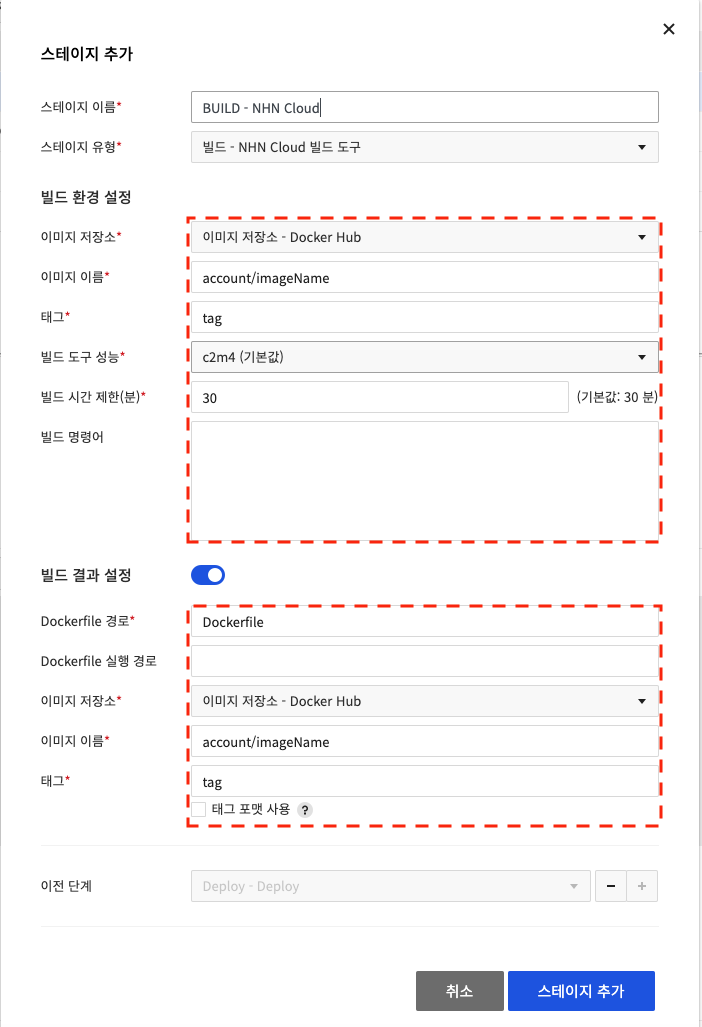 스테이지 추가
스테이지 이름* BUILD - NHN Cloud
스테이지 유형* 빌드 - NHN Cloud 빌드 도구
빌드 환경 설정
이미지 저장소* 이미지 저장소 - Docker Hub
이미지 이름* account/imageName
태그* tag
빌드 도구 성능* c2m4 (기본값)
빌드 시간 제한(분)* 30 (기본값: 30 분)
빌드 명령어
빌드 결과 설정
Dockerfile 경로* Dockerfile
Dockerfile 실행 경로
이미지 저장소* 이미지 저장소 - Docker Hub
이미지 이름* account/imageName
태그* tag
태그 포맷 사용 ?
이전 단계 Deploy - Deploy
취소 스테이지 추가